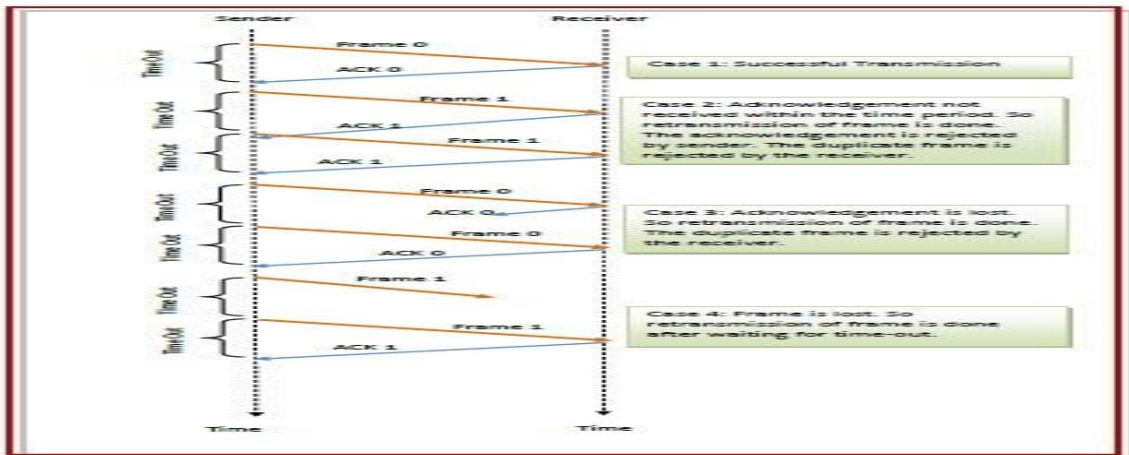 Sender Receiver
Time Out
Frame 0
ACK 0
Case 1: Successful Transmission
Time Out
Frame 1
ACK 1
Case 2: Acknowledgement not
received within the time period. So
retransmission of frame is done.
The acknowledgement is rejected
by sender. The duplicate frame is
rejected by the receiver.
Time Out
Frame 1
ACK 1
Time Out
Frame 0
ACK 0
Case 3: Acknowledgement is lost.
So retransmission of frame is done.
The duplicate frame is rejected by
the receiver.
Time Out
Frame 0
ACK 0
Time Out
Frame 1
Time Out
Frame 1
ACK 1
Case 4: Frame is lost. So
retransmission of frame is done
after waiting for time-out.
Time Time